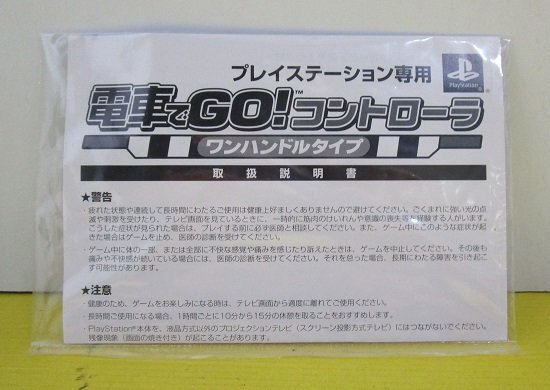 プレイステーション専用
PlayStation
電車でGO!™コントローラ
ワンハンドルタイプ
取扱説明書
★警告
・疲れた状態や連続して長時間にわたるご使用は健康上好ましくありませんので避けてください。ごくまれに強い光の点
滅や刺激を受けたり、テレビ画面を見ているときに、一時的に筋肉のけいれんや意識の喪失等を経験する人がいます。
こうした症状が見られた場合は、プレイする前に必ず医師と相談してください。また、ゲーム中にこのような症状が起
きた場合はゲームを止め、医師の診断を受けてください。
・ゲーム中に体の一部、または全部に不快な感覚や痛みを感じたり訴えたときは、ゲームを中止してください。その後も
痛みや不快感が続いている場合には、医師の診断を受けてください。それを怠った場合、長期にわたる障害を引き起こ
す可能性があります。
★注意
・健康のため、ゲームをお楽しみになる時は、テレビ画面から適度に離れてご使用ください。
・長時間ご使用になる場合、1時間ごとに10分から15分の休憩を取ることをおすすめします。
・PlayStation®本体を、液晶方式以外のプロジェクションテレビ（スクリーン投影方式テレビ）にはつながないでください。
残像現象（画面の焼き付き）が起こることがあります。